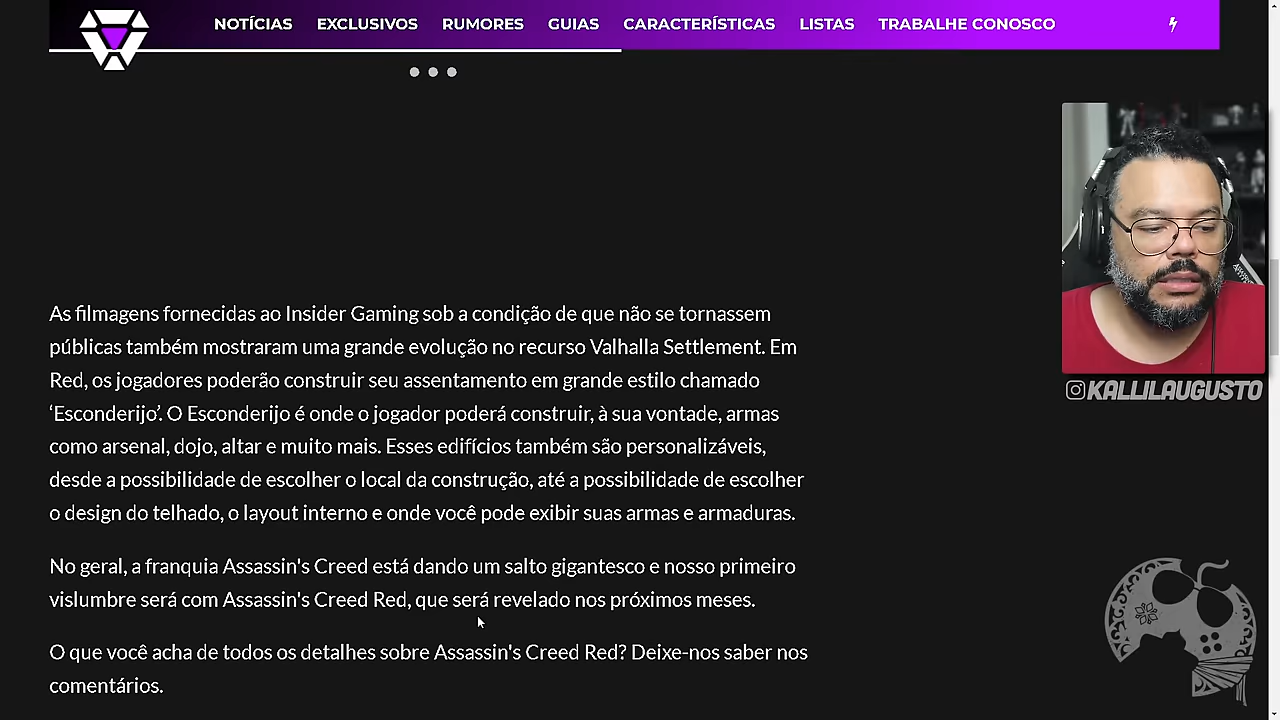 NOTÍCIAS EXCLUSIVOS RUMORES GUIAS CARACTERÍSTICAS LISTAS TRABALHE CONOSCO
KALLILAUGUSTO
As filmagens fornecidas ao Insider Gaming sob a condição de que não se tornassem
públicas também mostraram uma grande evolução no recurso Valhalla Settlement. Em
Red, os jogadores poderão construir seu assentamento em grande estilo chamado
‘Esconderijo’. O Esconderijo é onde o jogador poderá construir, à sua vontade, armas
como arsenal, dojo, altar e muito mais. Esses edifícios também são personalizáveis,
desde a possibilidade de escolher o local da construção, até a possibilidade de escolher
o design do telhado, o layout interno e onde você pode exibir suas armas e armaduras.
No geral, a franquia Assassin's Creed está dando um salto gigantesco e nosso primeiro
vislumbre será com Assassin's Creed Red, que será revelado nos próximos meses.
O que você acha de todos os detalhes sobre Assassin's Creed Red? Deixe-nos saber nos
comentários.